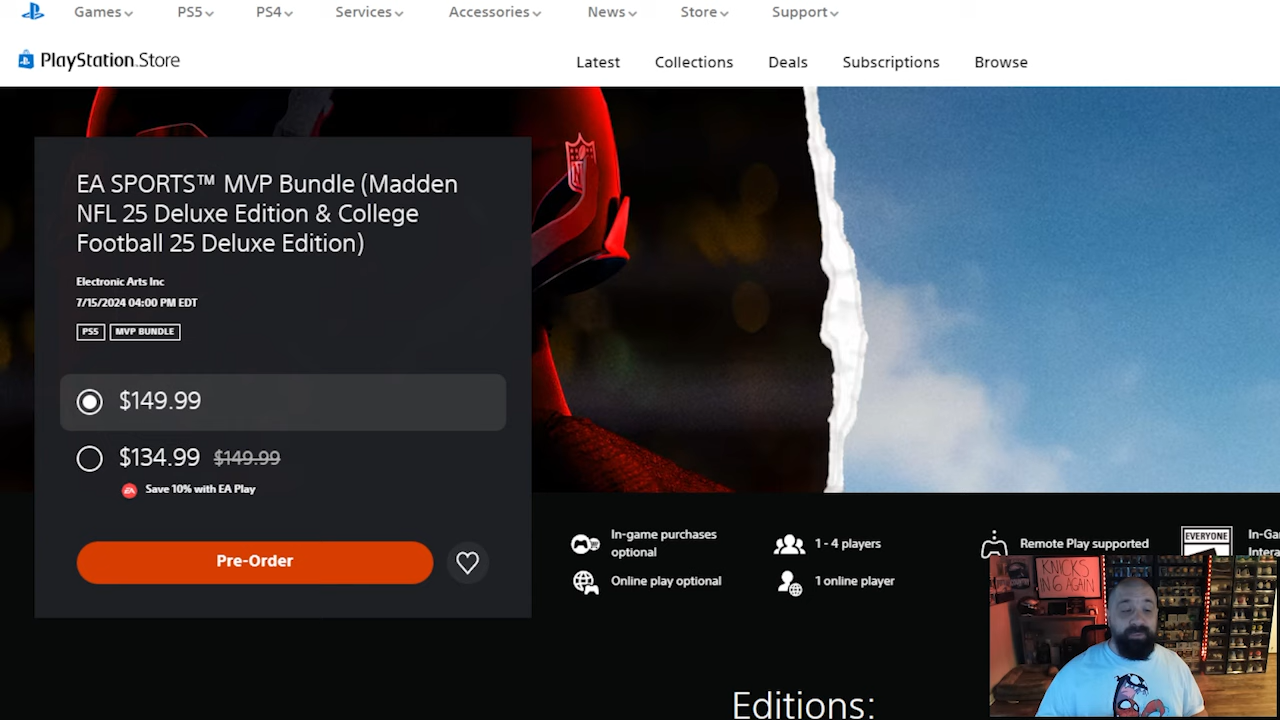 Games
PS5
PS4
Services
Accessories
News
Store
Support
PlayStation.Store
Latest
Collections
Deals
Subscriptions
Browse
NFL
EA SPORTS™ MVP Bundle (Madden
NFL 25 Deluxe Edition & College
Football 25 Deluxe Edition)
Electronic Arts Inc
7/15/2024 04:00 PM EDT
PS5
MVP BUNDLE
$149.99
$134.99 $149.99
EA
Save 10% with EA Play
Pre-Order
In-game purchases
optional
1 - 4 players
Remote Play supported
EVERYONE
Online play optional
1 online player
KNICKS
IN 6 AGAIN
Editions: